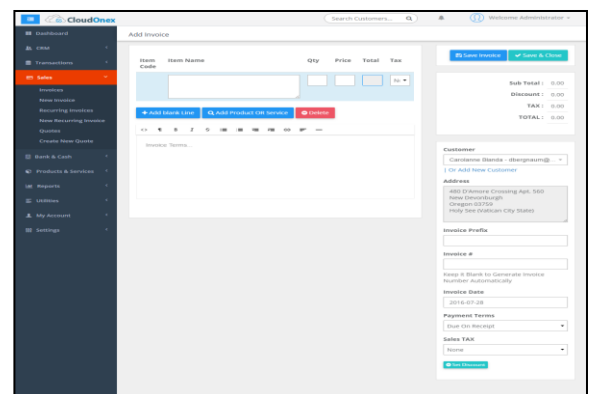 CloudOnex
Search Customers...
Welcome Administrator
Dashboard
CRM
Transactions
Sales
Invoices
New Invoice
Recurring Invoices
New Recurring Invoice
Quotes
Create New Quote
Bank & Cash
Products & Services
Reports
Utilities
My Account
Settings
Add Invoice
Item Code Item Name Qty Price Total Tax
+ Add blank Line
Add Product OR Service
Delete
Invoice Terms...
Save Invoice
Save & Close
Sub Total : 0.00
Discount : 0.00
TAX : 0.00
TOTAL : 0.00
Customer
Carolanne Blanda - dbergnaum@...
| Or Add New Customer
Address
480 D'Amore Crossing Apt. 560
New Devonburgh
Oregon 03759
Holy See (Vatican City State)
Invoice Prefix
Invoice #
Keep it Blank to Generate Invoice
Number Automatically
Invoice Date
2016-07-28
Payment Terms
Due On Receipt
Sales TAX
None
Set Discount